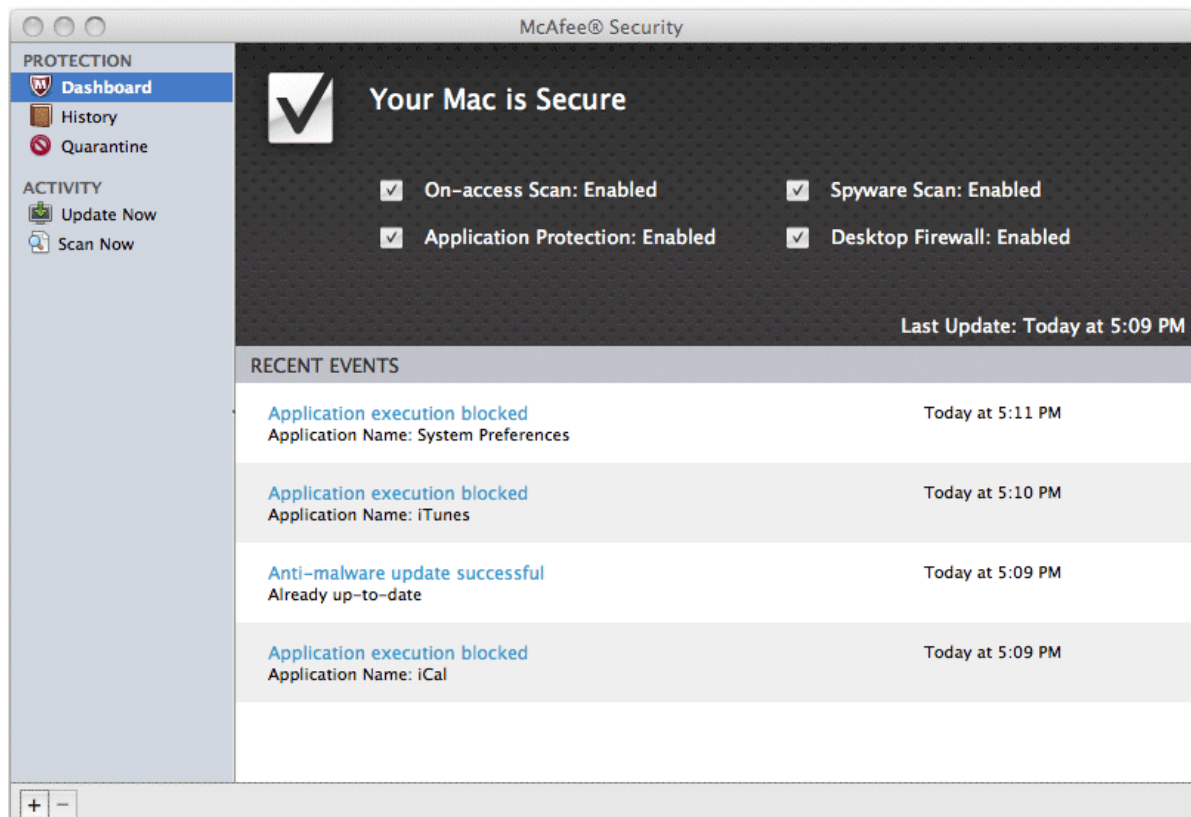 McAfee® Security
PROTECTION
Dashboard
History
Quarantine
ACTIVITY
Update Now
Scan Now
Your Mac is Secure
On-access Scan: Enabled
Spyware Scan: Enabled
Application Protection: Enabled
Desktop Firewall: Enabled
Last Update: Today at 5:09 PM
RECENT EVENTS
Application execution blocked Today at 5:11 PM
Application Name: System Preferences
Application execution blocked Today at 5:10 PM
Application Name: iTunes
Anti-malware update successful Today at 5:09 PM
Already up-to-date
Application execution blocked Today at 5:09 PM
Application Name: iCal